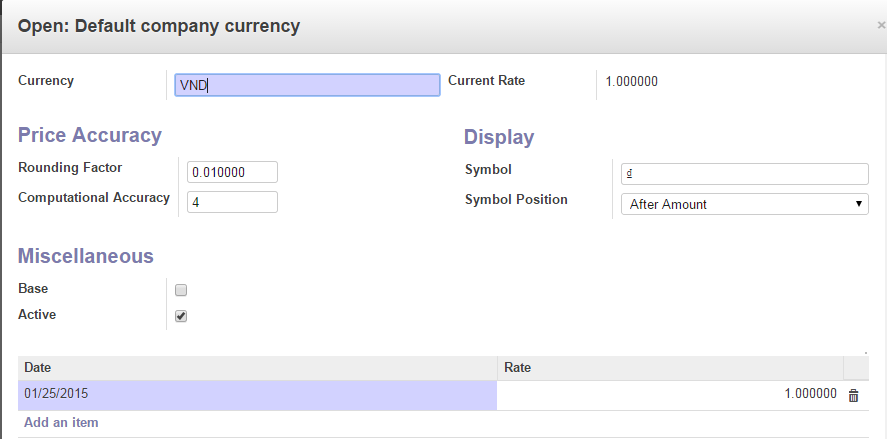 Open: Default company currency
×
Currency VND Current Rate 1.000000
Price Accuracy Display
Rounding Factor 0.010000 Symbol ₫
Computational Accuracy 4 Symbol Position After Amount
Miscellaneous
Base
Active
Date Rate
01/25/2015 1.000000
Add an item